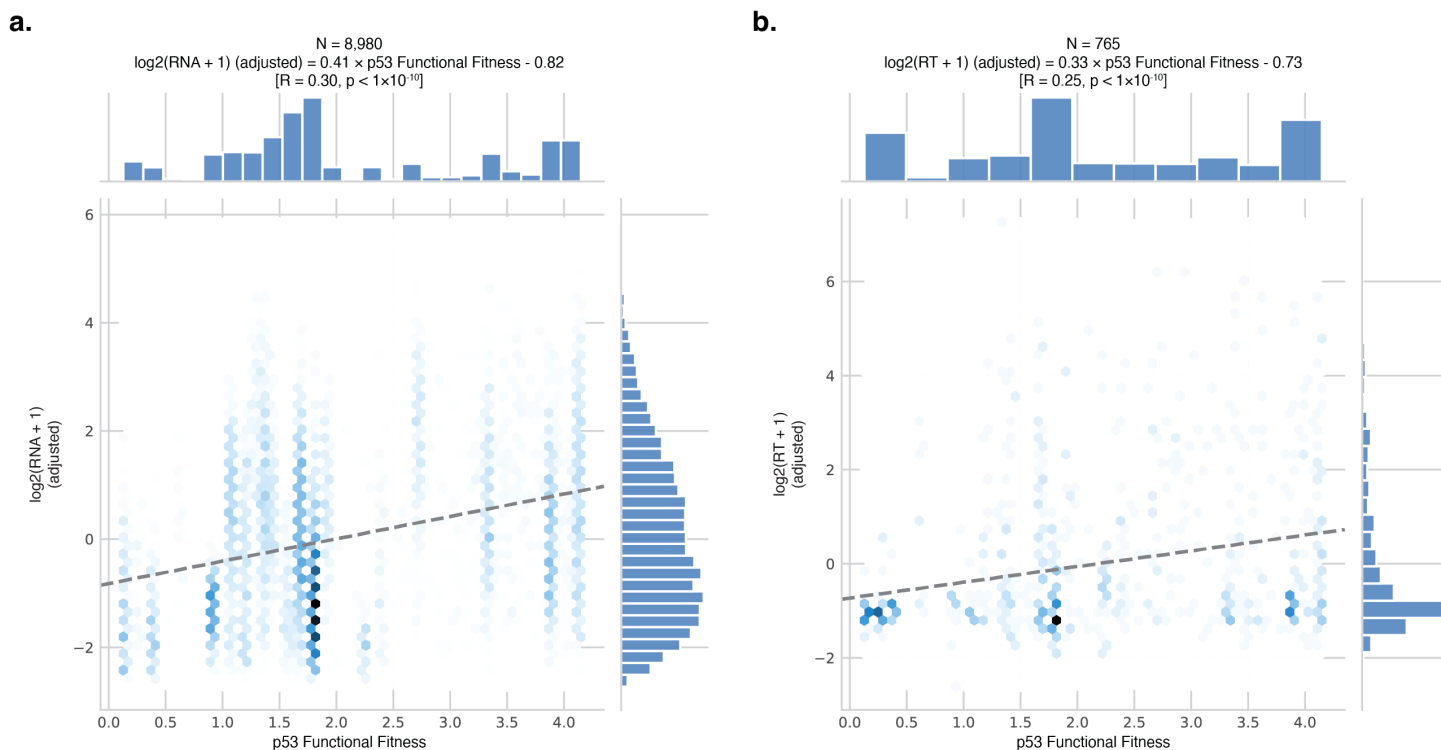 a.
N = 8,980
log2(RNA + 1) (adjusted) = 0.41 × p53 Functional Fitness - 0.82
[R = 0.30, p < 1×10⁻¹⁰]
6
4
2
0
−2
log2(RNA + 1)
(adjusted)
0.0 0.5 1.0 1.5 2.0 2.5 3.0 3.5 4.0
p53 Functional Fitness
b.
N = 765
log2(RT + 1) (adjusted) = 0.33 × p53 Functional Fitness - 0.73
[R = 0.25, p < 1×10⁻¹⁰]
6
4
2
0
−2
log2(RT + 1)
(adjusted)
0.0 0.5 1.0 1.5 2.0 2.5 3.0 3.5 4.0
p53 Functional Fitness